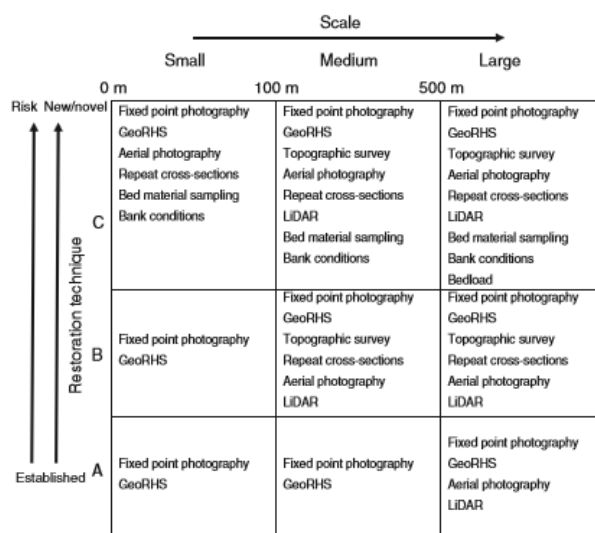 Scale
Small Medium Large
0 m 100 m 500 m
Risk New/novel
Restoration technique
Established
C
Fixed point photography
GeoRHS
Aerial photography
Repeat cross-sections
Bed material sampling
Bank conditions
Fixed point photography
GeoRHS
Topographic survey
Aerial photography
Repeat cross-sections
LiDAR
Bed material sampling
Bank conditions
Fixed point photography
GeoRHS
Topographic survey
Aerial photography
Repeat cross-sections
LiDAR
Bed material sampling
Bank conditions
Bedload
B
Fixed point photography
GeoRHS
Fixed point photography
GeoRHS
Topographic survey
Repeat cross-sections
Aerial photography
LiDAR
Fixed point photography
GeoRHS
Topographic survey
Repeat cross-sections
Aerial photography
LiDAR
A
Fixed point photography
GeoRHS
Fixed point photography
GeoRHS
Fixed point photography
GeoRHS
Aerial photography
LiDAR